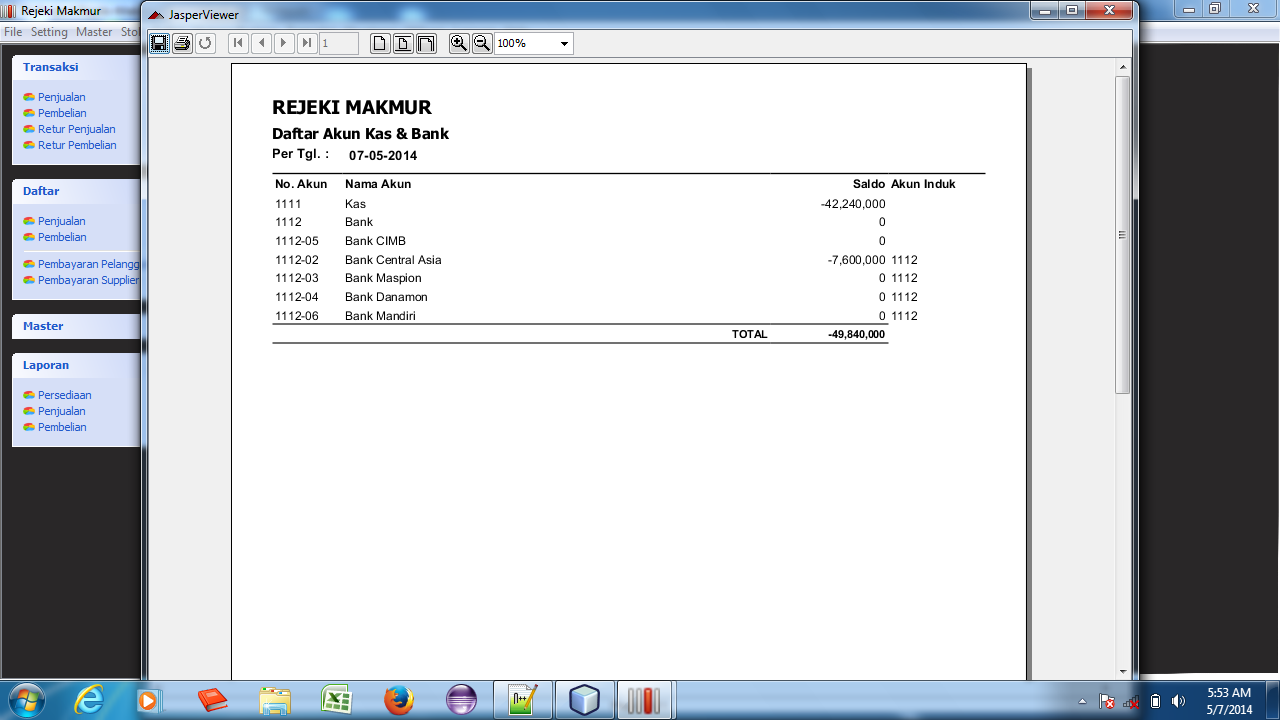 Rejeki Makmur
JasperViewer
File Setting Master
1
100%
Transaksi
Penjualan
Pembelian
Retur Penjualan
Retur Pembelian
Daftar
Penjualan
Pembelian
Pembayaran Pelangg
Pembayaran Supplier
Master
Laporan
Persediaan
Penjualan
Pembelian
REJEKI MAKMUR
Daftar Akun Kas & Bank
Per Tgl. : 07-05-2014
No. Akun Nama Akun Saldo Akun Induk
1111 Kas -42,240,000
1112 Bank 0
1112-05 Bank CIMB 0
1112-02 Bank Central Asia -7,600,000 1112
1112-03 Bank Maspion 0 1112
1112-04 Bank Danamon 0 1112
1112-06 Bank Mandiri 0 1112
TOTAL -49,840,000
5:53 AM
5/7/2014